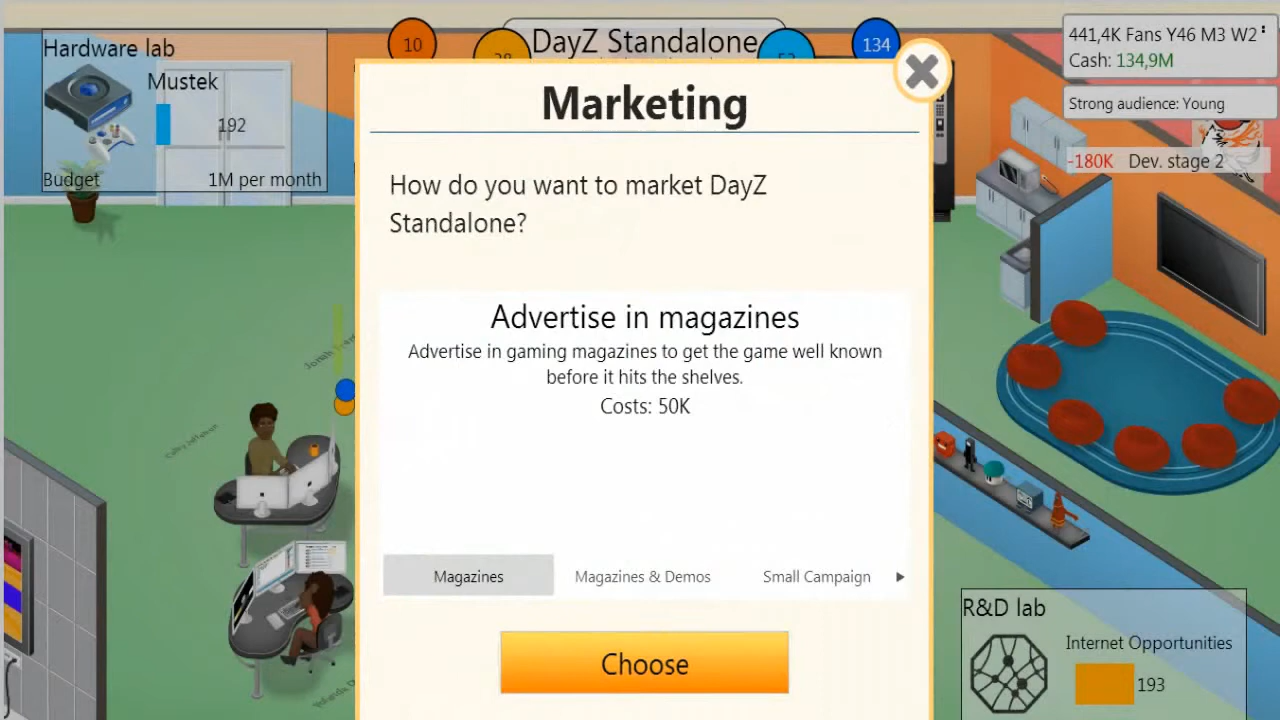 Hardware lab
Mustek
192
Budget
1M per month
10
DayZ Standalone
134
441,4K Fans Y46 M3 W2
Cash: 134,9M
Strong audience: Young
-180K Dev. stage 2
Marketing
How do you want to market DayZ
Standalone?
Advertise in magazines
Advertise in gaming magazines to get the game well known
before it hits the shelves.
Costs: 50K
Magazines
Magazines & Demos
Small Campaign
Choose
R&D lab
Internet Opportunities
193